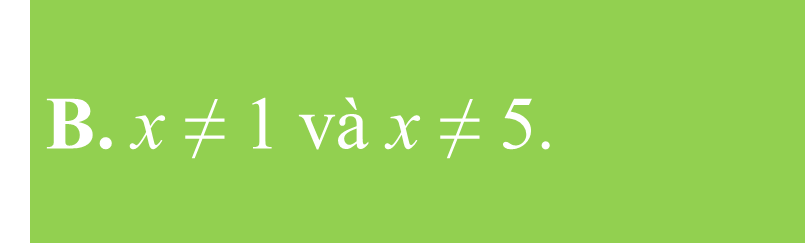 B. x ≠ 1 và x ≠ 5.